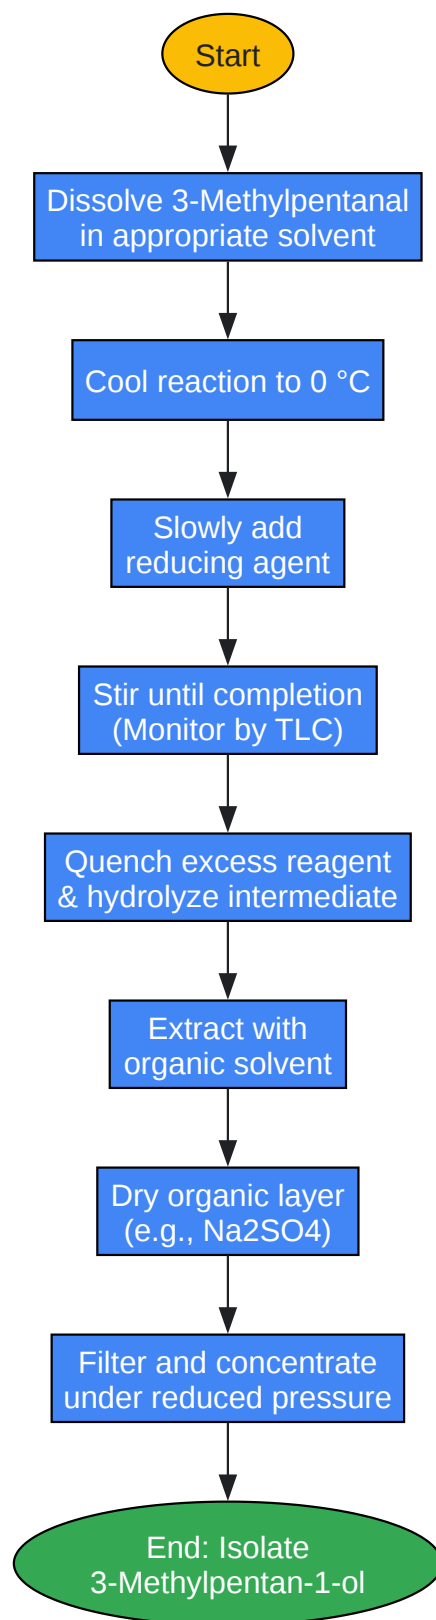 Start
Dissolve 3-Methylpentanal
in appropriate solvent
Cool reaction to 0 °C
Slowly add
reducing agent
Stir until completion
(Monitor by TLC)
Quench excess reagent
& hydrolyze intermediate
Extract with
organic solvent
Dry organic layer
(e.g., Na2SO4)
Filter and concentrate
under reduced pressure
End: Isolate
3-Methylpentan-1-ol